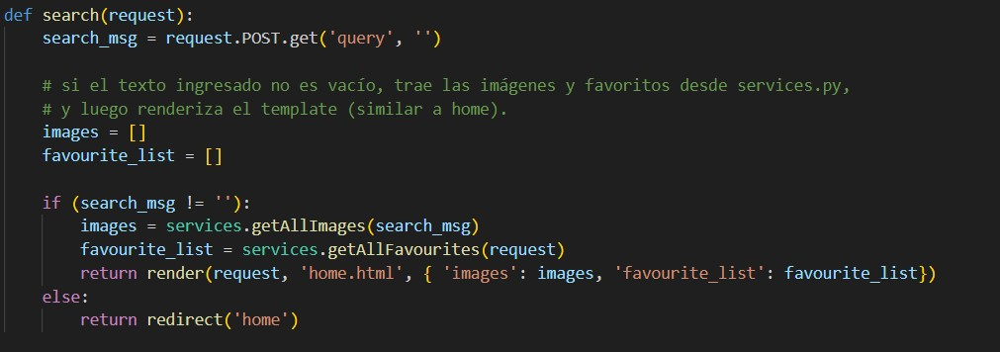 def search(request):
    search_msg = request.POST.get('query', '')

    # si el texto ingresado no es vacío, trae las imágenes y favoritos desde services.py,
    # y luego renderiza el template (similar a home).
    images = []
    favourite_list = []

    if (search_msg != ''):
        images = services.getAllImages(search_msg)
        favourite_list = services.getAllFavourites(request)
        return render(request, 'home.html', { 'images': images, 'favourite_list': favourite_list})
    else:
        return redirect('home')